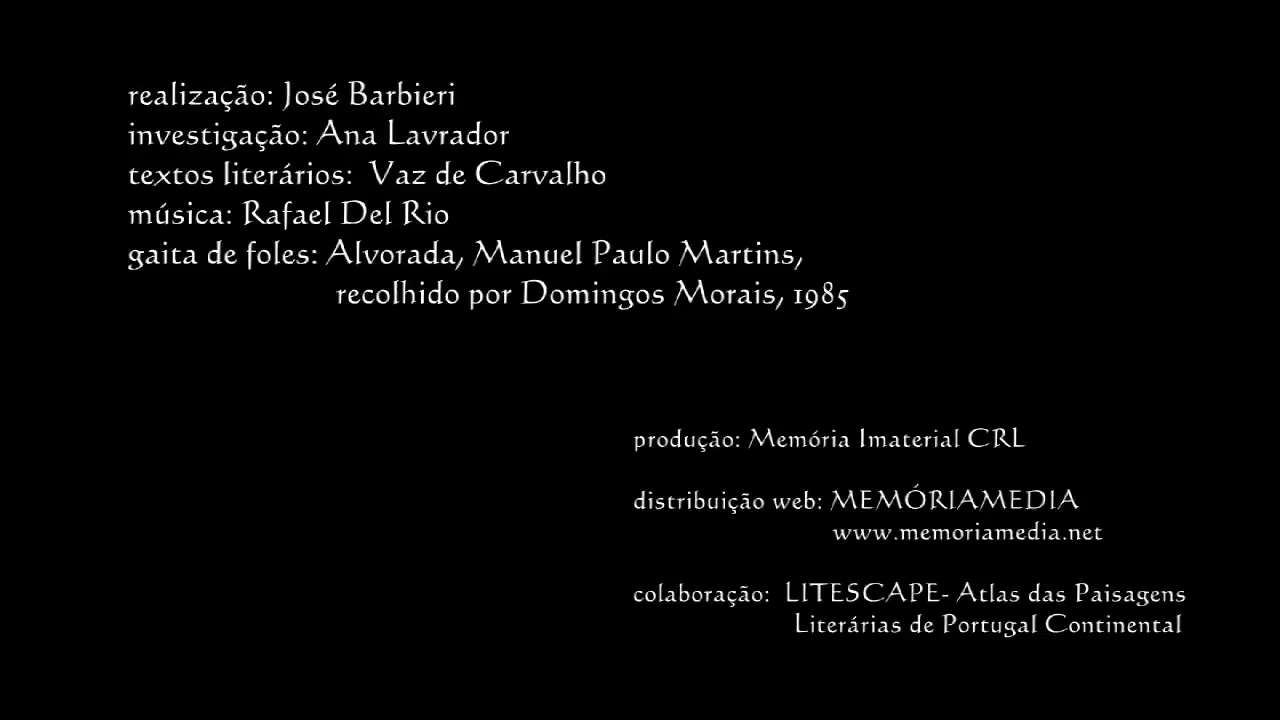 realização: José Barbieri
investigação: Ana Lavrador
textos literários: Vaz de Carvalho
música: Rafael Del Rio
gaita de foles: Alvorada, Manuel Paulo Martins,
recolhido por Domingos Morais, 1985
produção: Memória Imaterial CRL
distribuição web: MEMÓRIAMEDIA
www.memoriamedia.net
colaboração: LITESCAPE- Atlas das Paisagens
Literárias de Portugal Continental